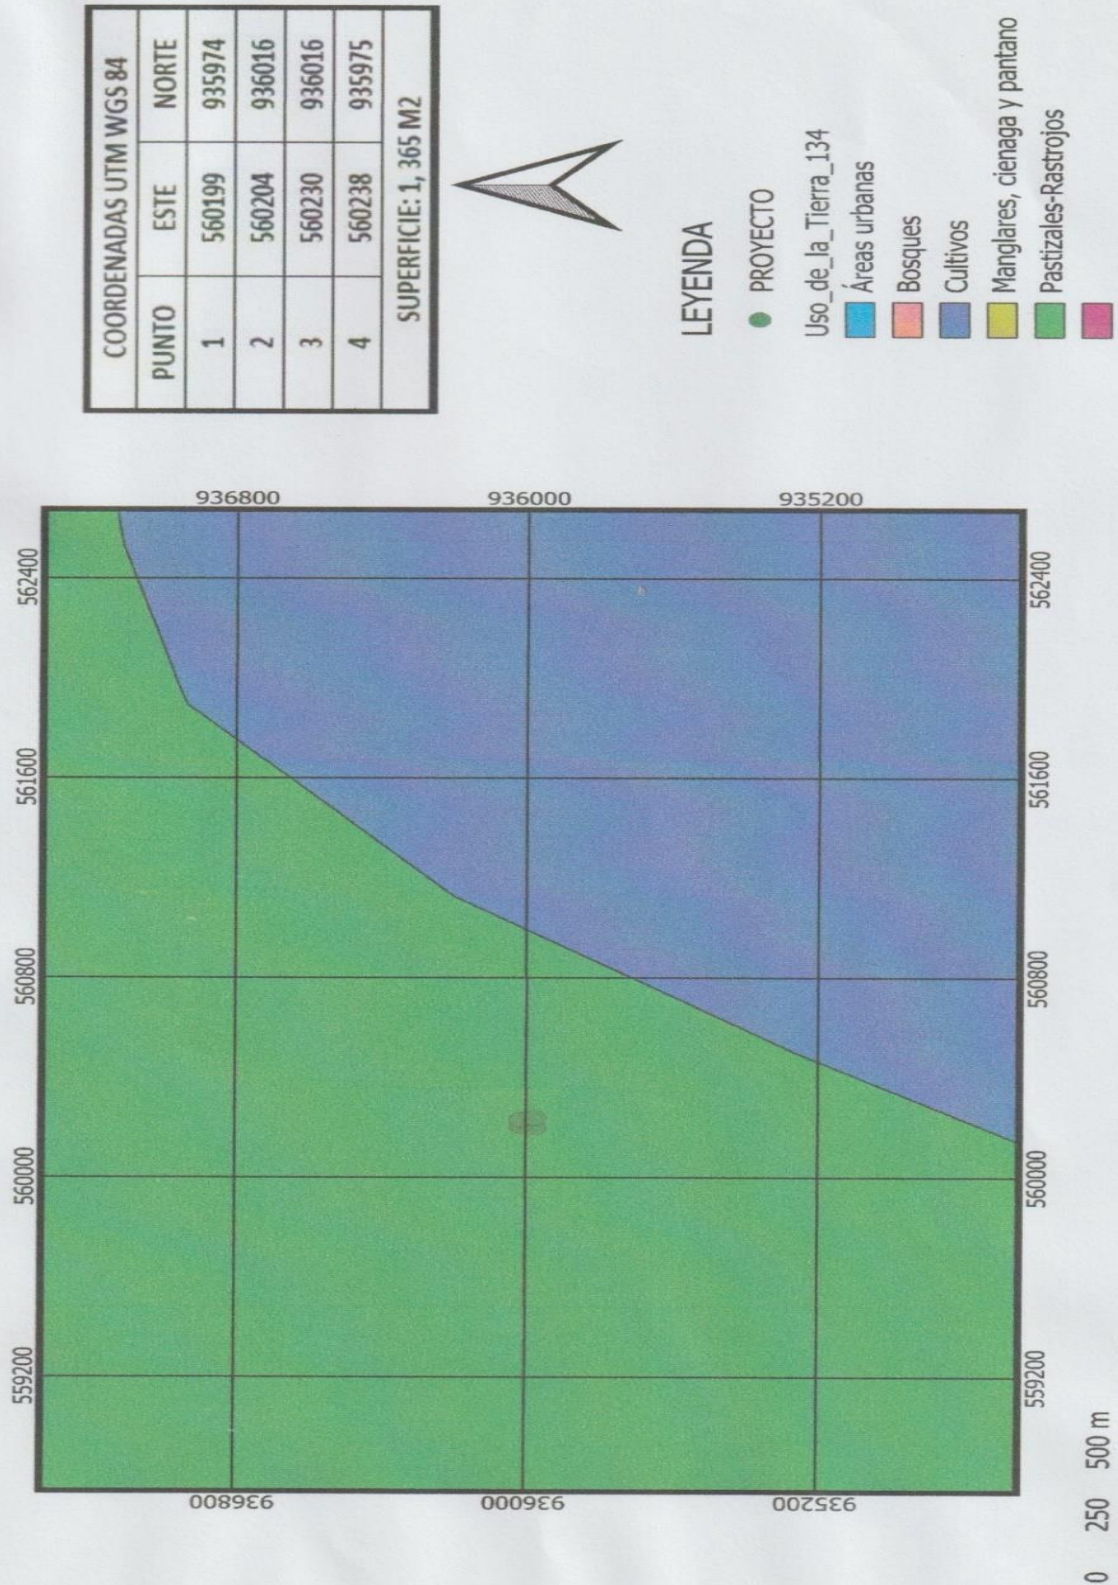 COORDENADAS UTM WGS 84
PUNTO ESTE NORTE
1 560199 935974
2 560204 936016
3 560230 936016
4 560238 935975
SUPERFICIE: 1, 365 M2
559200 560000 560800 561600 562400
936800 936800
936000 936000
935200 935200
559200 560000 560800 561600 562400
0 250 500 m
LEYENDA
PROYECTO
Uso_de_la_Tierra_134
Áreas urbanas
Bosques
Cultivos
Manglares, cienaga y pantano
Pastizales-Rastrojos